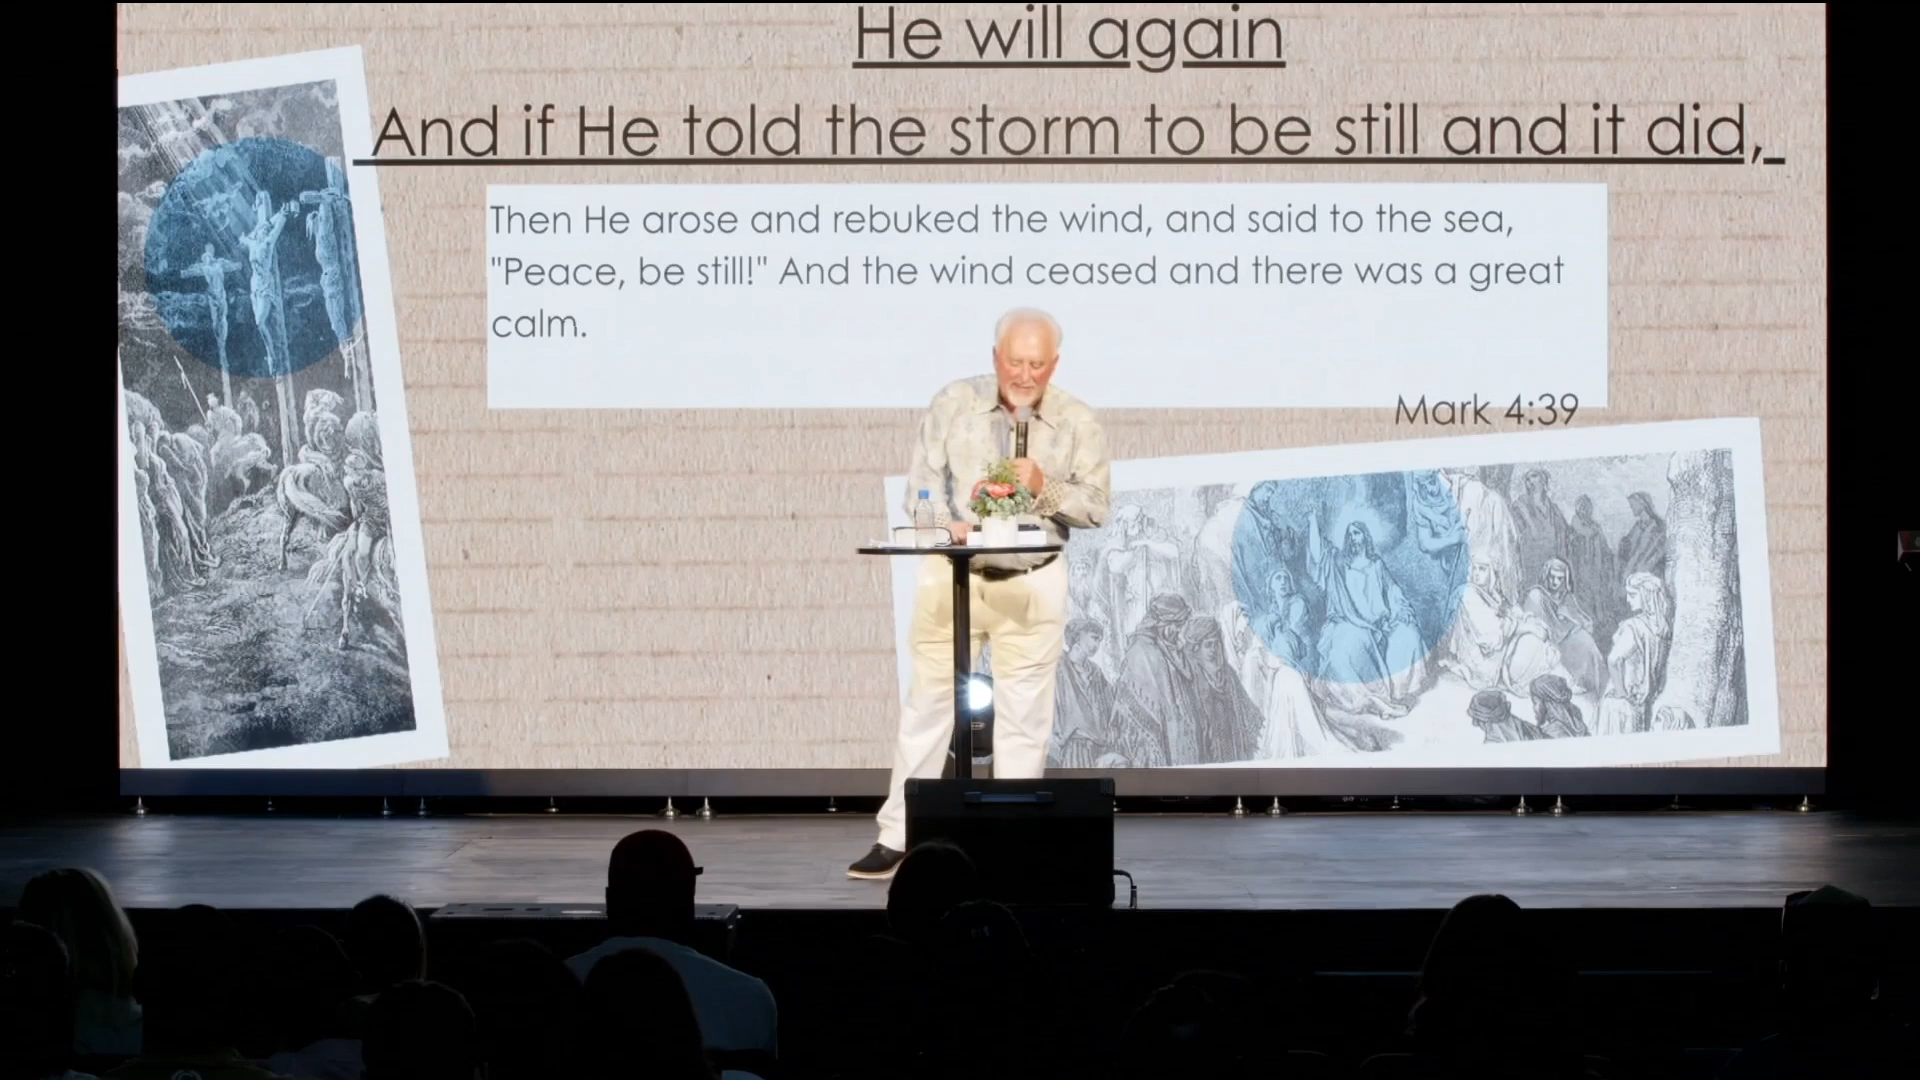 He will again
And if He told the storm to be still and it did,
Then He arose and rebuked the wind, and said to the sea,
"Peace, be still!" And the wind ceased and there was a great
calm.
Mark 4:39